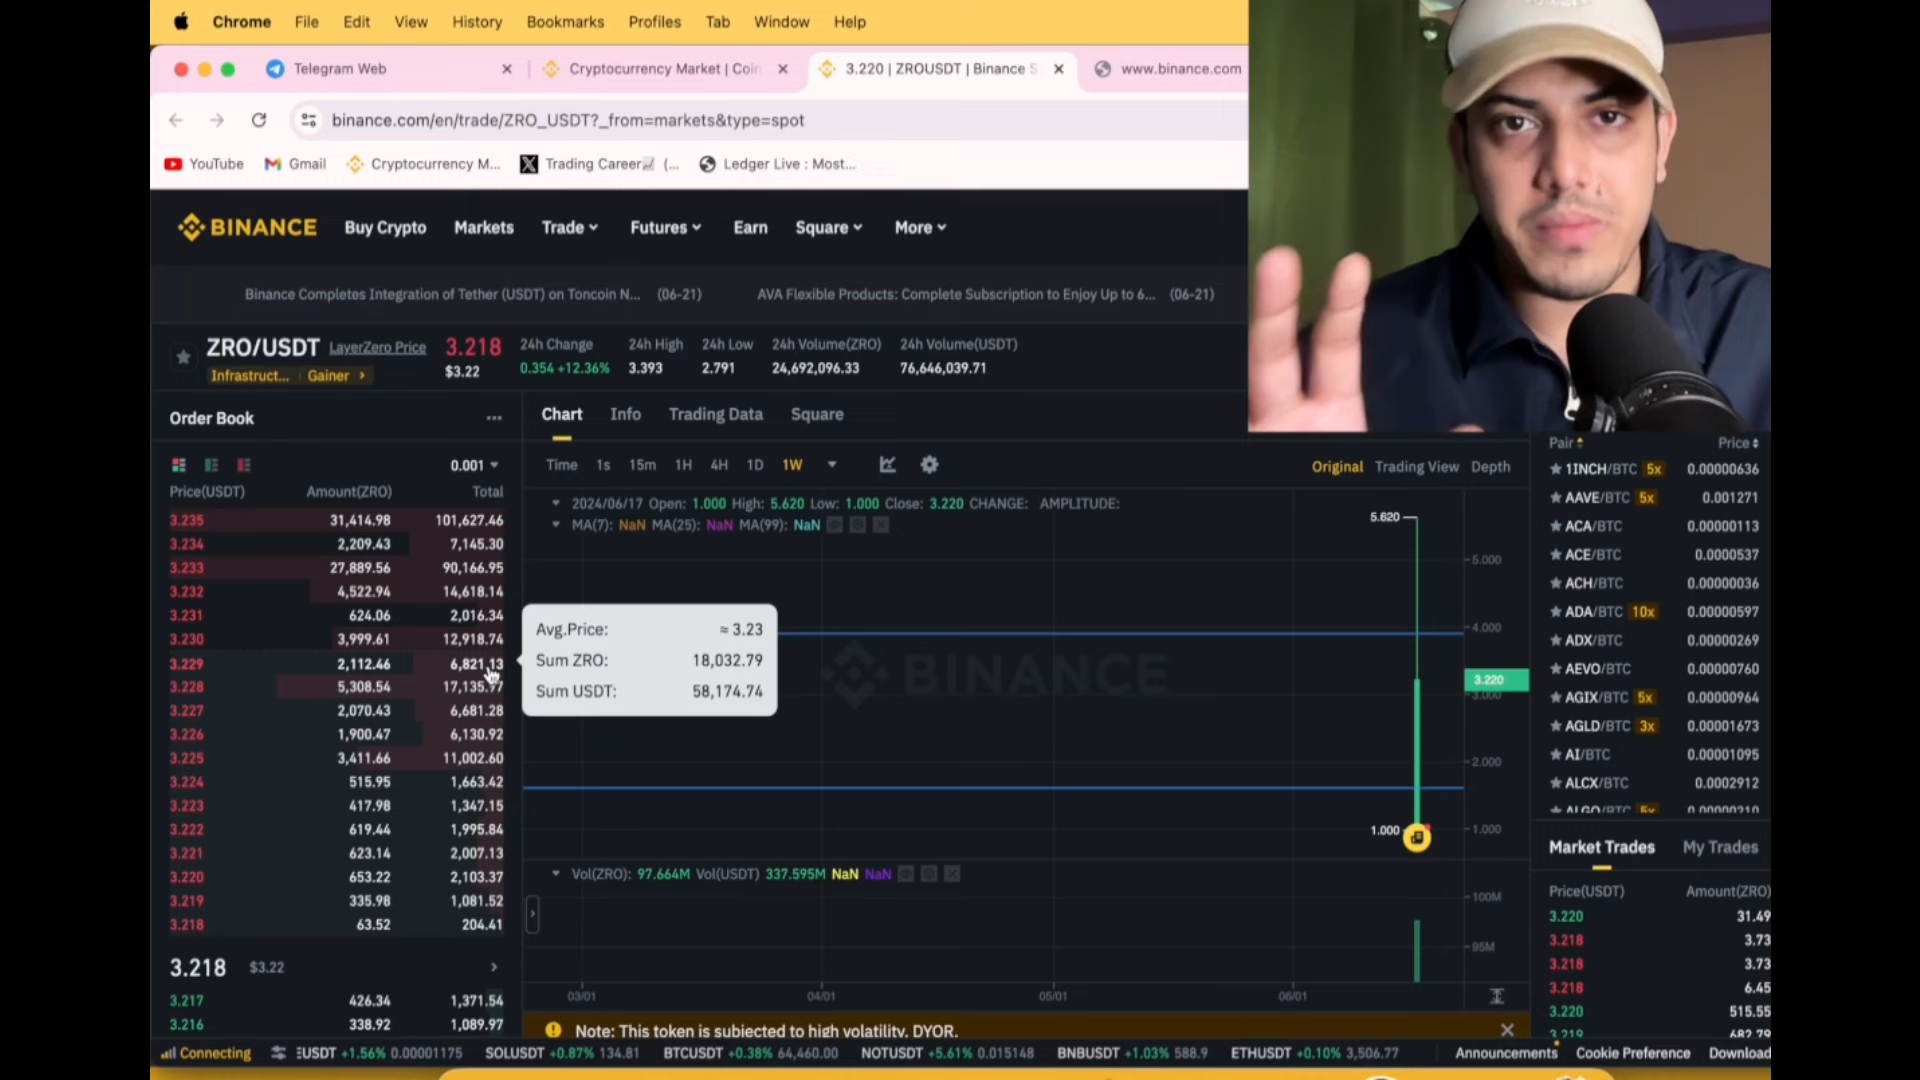 Chrome File Edit View History Bookmarks Profiles Tab Window Help
Telegram Web
Cryptocurrency Market | Coin
3.220 | ZROUSDT | Binance S
www.binance.com
binance.com/en/trade/ZRO_USDT?_from=markets&type=spot
YouTube Gmail Cryptocurrency M... Trading Career (... Ledger Live : Most...
BINANCE Buy Crypto Markets Trade Futures Earn Square More
Binance Completes Integration of Tether (USDT) on Toncoin N... (06-21) AVA Flexible Products: Complete Subscription to Enjoy Up to 6... (06-21)
ZRO/USDT LayerZero Price
Infrastruct... Gainer
3.218
$3.22
24h Change
0.354 +12.36%
24h High
3.393
24h Low
2.791
24h Volume(ZRO)
24,692,096.33
24h Volume(USDT)
76,646,039.71
Order Book ...
0.001
Price(USDT) Amount(ZRO) Total
3.235 31,414.98 101,627.46
3.234 2,209.43 7,145.30
3.233 27,889.56 90,166.95
3.232 4,522.94 14,618.14
3.231 624.06 2,016.34
3.230 3,999.61 12,918.74
3.229 2,112.46 6,821.13
3.228 5,308.54 17,135.97
3.227 2,070.43 6,681.28
3.226 1,900.47 6,130.92
3.225 3,411.66 11,002.60
3.224 515.95 1,663.42
3.223 417.98 1,347.15
3.222 619.44 1,995.84
3.221 623.14 2,007.13
3.220 653.22 2,103.37
3.219 335.98 1,081.52
3.218 63.52 204.41
3.218 $3.22
3.217 426.34 1,371.54
3.216 338.92 1,089.97
Chart Info Trading Data Square
Time 1s 15m 1H 4H 1D 1W
Original Trading View Depth
2024/06/17 Open: 1.000 High: 5.620 Low: 1.000 Close: 3.220 CHANGE: AMPLITUDE:
MA(7): NaN MA(25): NaN MA(99): NaN
5.620
5.000
4.000
3.220
3.000
2.000
1.000
1.000
BINANCE
Avg.Price: ≈ 3.23
Sum ZRO: 18,032.79
Sum USDT: 58,174.74
Vol(ZRO): 97.664M Vol(USDT) 337.595M NaN NaN
100M
95M
03/01 04/01 05/01 06/01
Note: This token is subjected to high volatility. DYOR.
Pair Price
1INCH/BTC 5x 0.00000636
AAVE/BTC 5x 0.001271
ACA/BTC 0.00000113
ACE/BTC 0.0000537
ACH/BTC 0.00000036
ADA/BTC 10x 0.00000597
ADX/BTC 0.00000269
AEVO/BTC 0.00000760
AGIX/BTC 5x 0.00000964
AGLD/BTC 3x 0.00001673
AI/BTC 0.00001095
ALCX/BTC 0.0002912
ALGO/BTC 5x 0.00000210
Market Trades My Trades
Price(USDT) Amount(ZRO)
3.220 31.49
3.218 3.73
3.218 3.73
3.218 6.45
3.220 515.55
3.219 682.79
Connecting EUSDT +1.56% 0.00001175 SOLUSDT +0.87% 134.81 BTCUSDT +0.38% 64,460.00 NOTUSDT +5.61% 0.015148 BNBUSDT +1.03% 588.9 ETHUSDT +0.10% 3,506.77 Announcements Cookie Preference Download